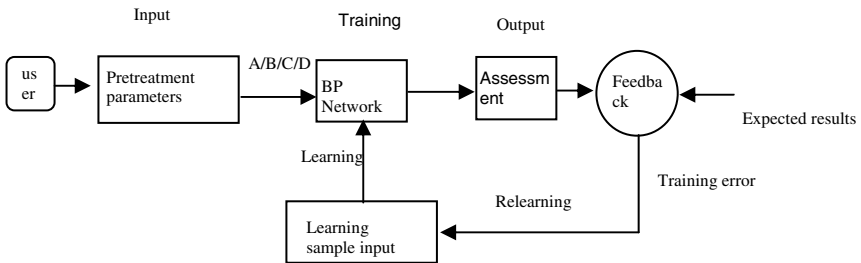 Input
Training
Output
us
er
Pretreatment
parameters
A/B/C/D
BP
Network
Assessm
ent
Feedba
ck
Expected results
Learning
Training error
Relearning
Learning
sample input